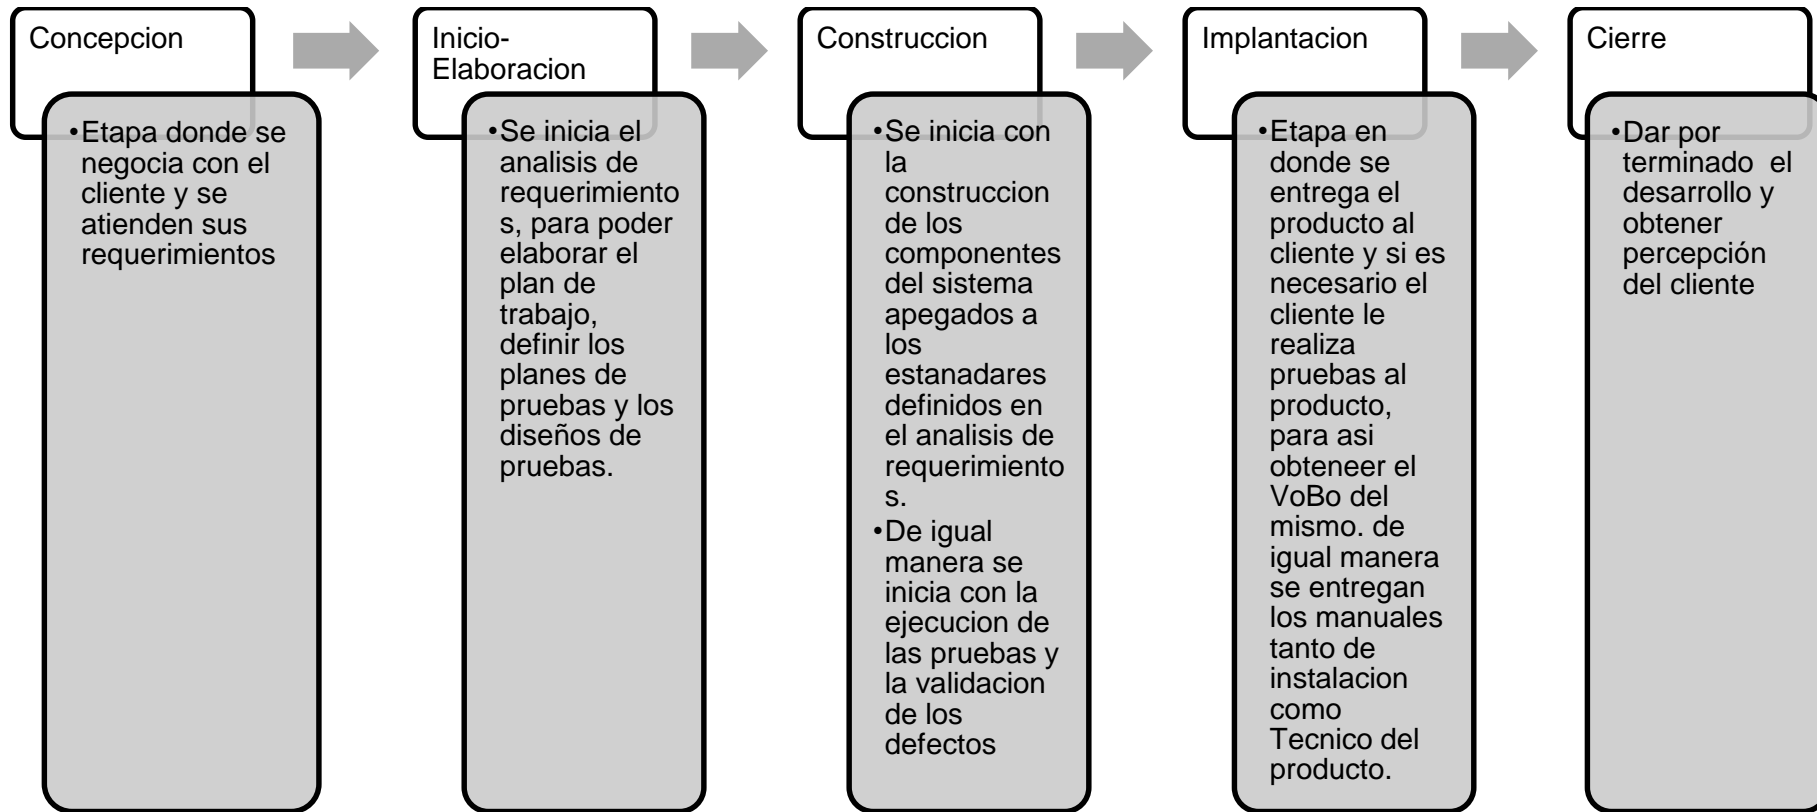 Concepcion
•Etapa donde se
negocia con el
cliente y se
atienden sus
requerimientos
Inicio-
Elaboracion
•Se inicia el
analisis de
requerimiento
s, para poder
elaborar el
plan de
trabajo,
definir los
planes de
pruebas y los
diseños de
pruebas.
Construccion
•Se inicia con
la
construccion
de los
componentes
del sistema
apegados a
los
estanadares
definidos en
el analisis de
requerimiento
s.
•De igual
manera se
inicia con la
ejecucion de
las pruebas y
la validacion
de los
defectos
Implantacion
•Etapa en
donde se
entrega el
producto al
cliente y si es
necesario el
cliente le
realiza
pruebas al
producto,
para asi
obteneer el
VoBo del
mismo. de
igual manera
se entregan
los manuales
tanto de
instalacion
como
Tecnico del
producto.
Cierre
•Dar por
terminado  el
desarrollo y
obtener
percepción
del cliente